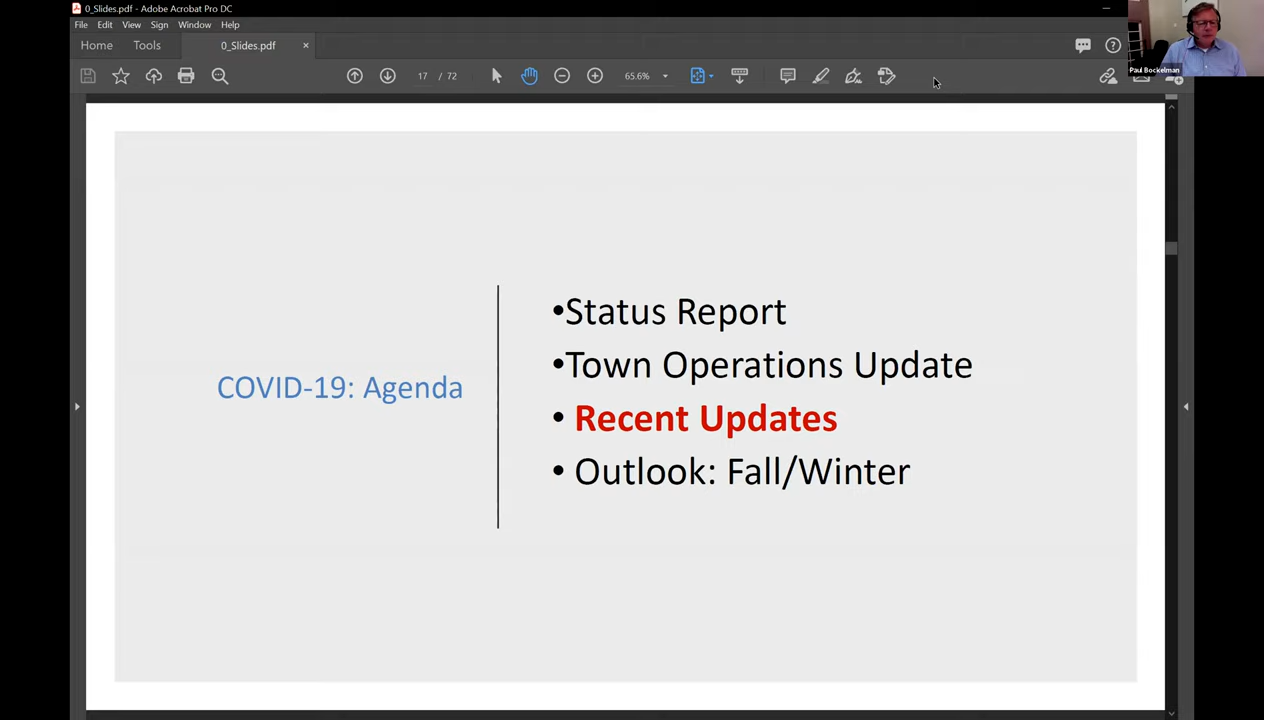 0_Slides.pdf - Adobe Acrobat Pro DC
File Edit View Sign Window Help
Home Tools 0_Slides.pdf ×
17 / 72 65.6%
Paul Bockelman
COVID-19: Agenda
•Status Report
•Town Operations Update
• Recent Updates
• Outlook: Fall/Winter